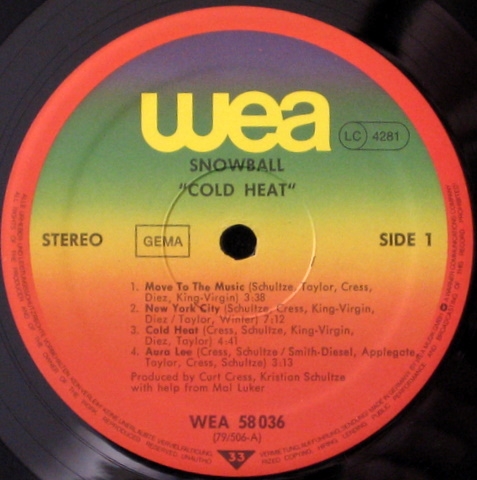 wea
LC 4281
SNOWBALL
"COLD HEAT"
STEREO
GEMA
SIDE 1
1. Move To The Music (Schultze, Taylor, Cress,
Diez, King-Virgin) 3:38
2. New York City (Schultze, Cress, King-Virgin,
Diez / Taylor, Winter) 7:12
3. Cold Heat (Cress, Schultze, King-Virgin,
Diez, Taylor) 4:41
4. Aura Lee (Cress, Schultze / Smith-Diesel, Applegate,
Taylor, Cress, Schultze) 3:13
Produced by Curt Cress, Kristian Schultze
with help from Mal Luker
WEA 58 036
(79/506-A)
33